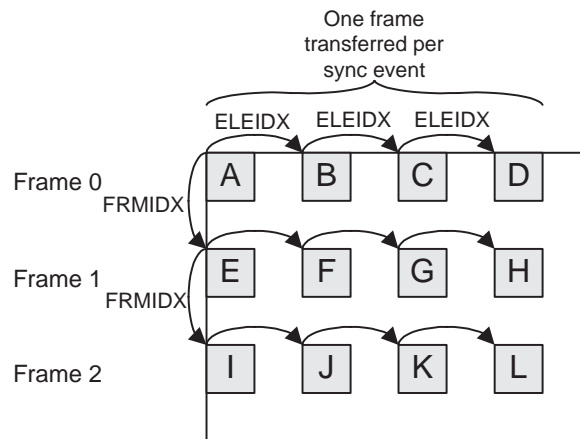 One frame
transferred per
sync event
ELEIDX ELEIDX ELEIDX
Frame 0 A B C D
FRMIDX
Frame 1 E F G H
FRMIDX
Frame 2 I J K L